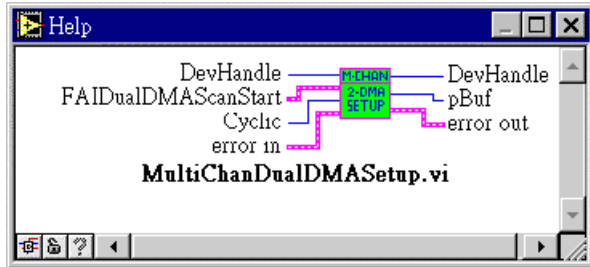 Help
DevHandle
M-CHAN
DevHandle
FAIDualDMAScanStart
2-DMA
pBuf
Cyclic
SETUP
error out
error in
MultiChanDualDMASetup.vi
?